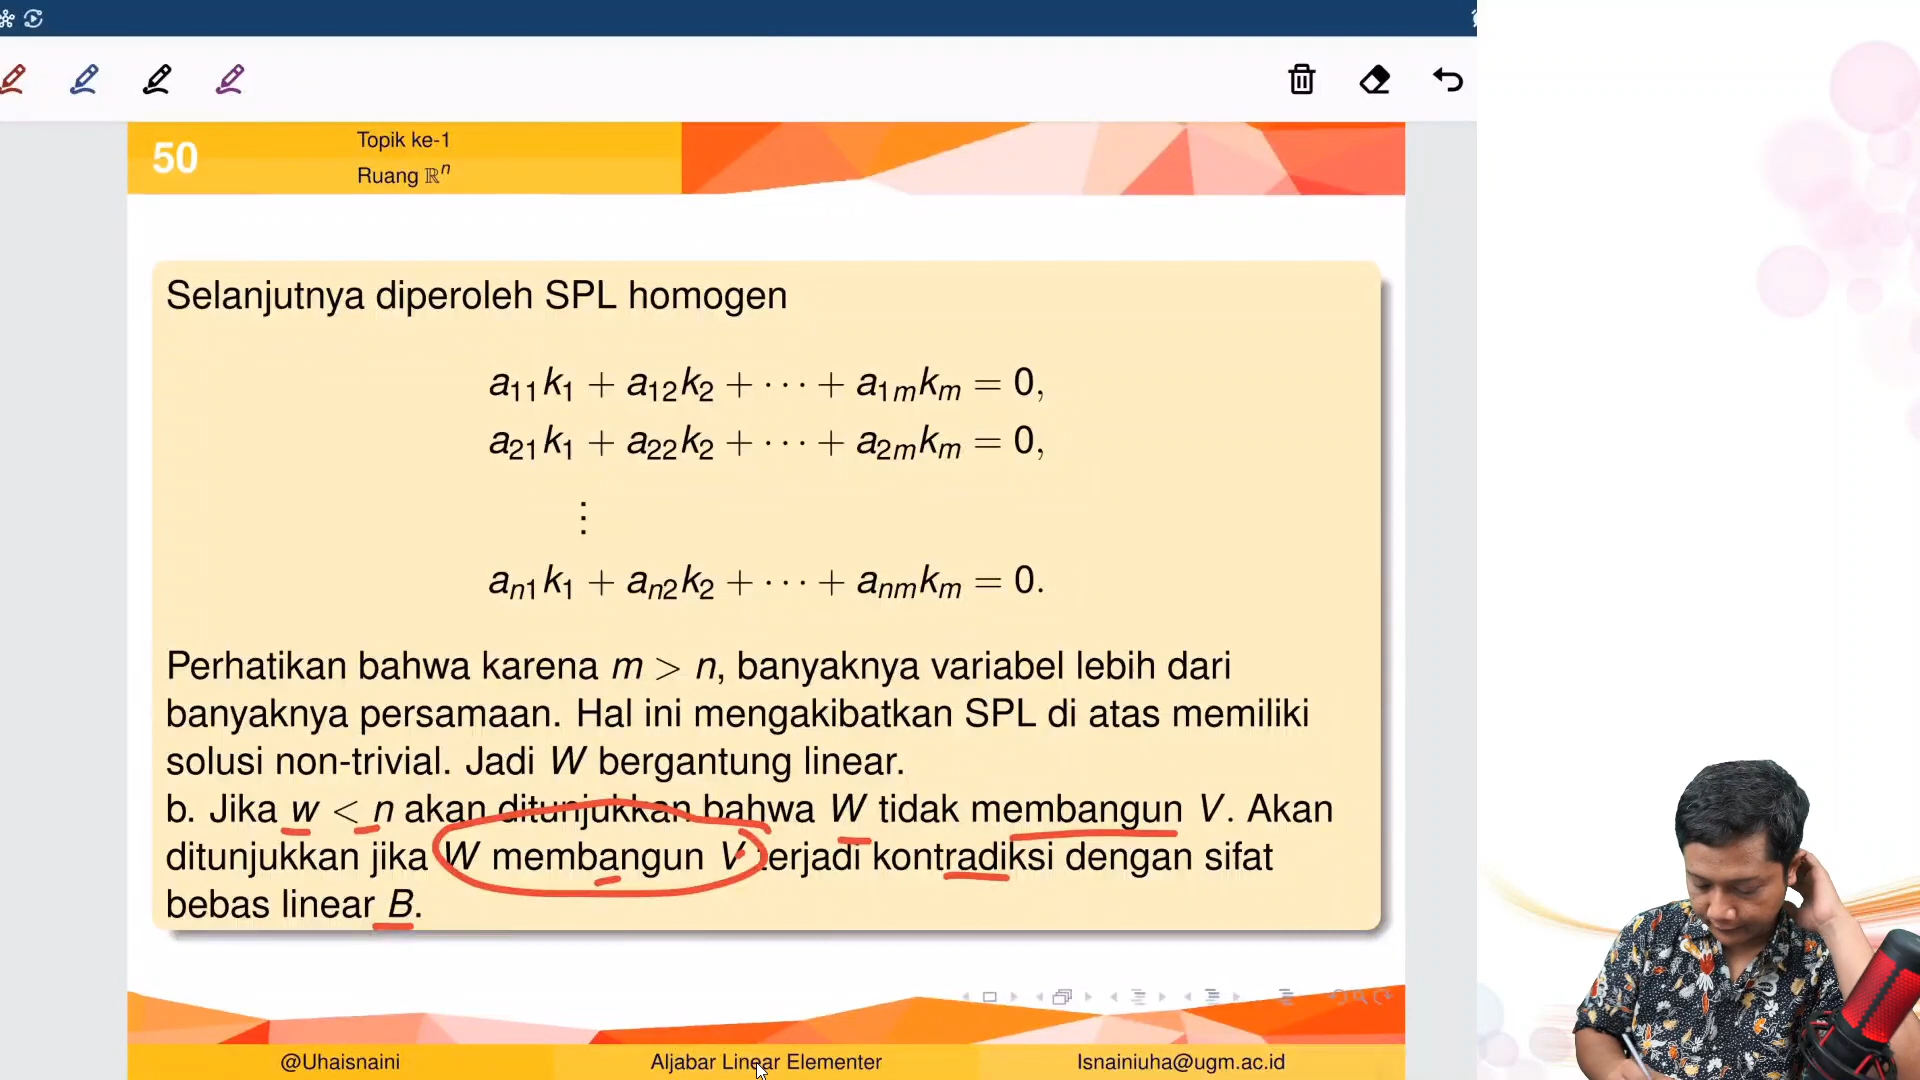 50
Topik ke-1
Ruang ℝⁿ
Selanjutnya diperoleh SPL homogen
a₁₁k₁ + a₁₂k₂ + ⋯ + a₁ₘkₘ = 0,
a₂₁k₁ + a₂₂k₂ + ⋯ + a₂ₘkₘ = 0,
⋮
aₙ₁k₁ + aₙ₂k₂ + ⋯ + aₙₘkₘ = 0.
Perhatikan bahwa karena m > n, banyaknya variabel lebih dari
banyaknya persamaan. Hal ini mengakibatkan SPL di atas memiliki
solusi non-trivial. Jadi W bergantung linear.
b. Jika w < n akan ditunjukkan bahwa W tidak membangun V. Akan
ditunjukkan jika W membangun V terjadi kontradiksi dengan sifat
bebas linear B.
@Uhaisnaini
Aljabar Linear Elementer
Isnainiuha@ugm.ac.id